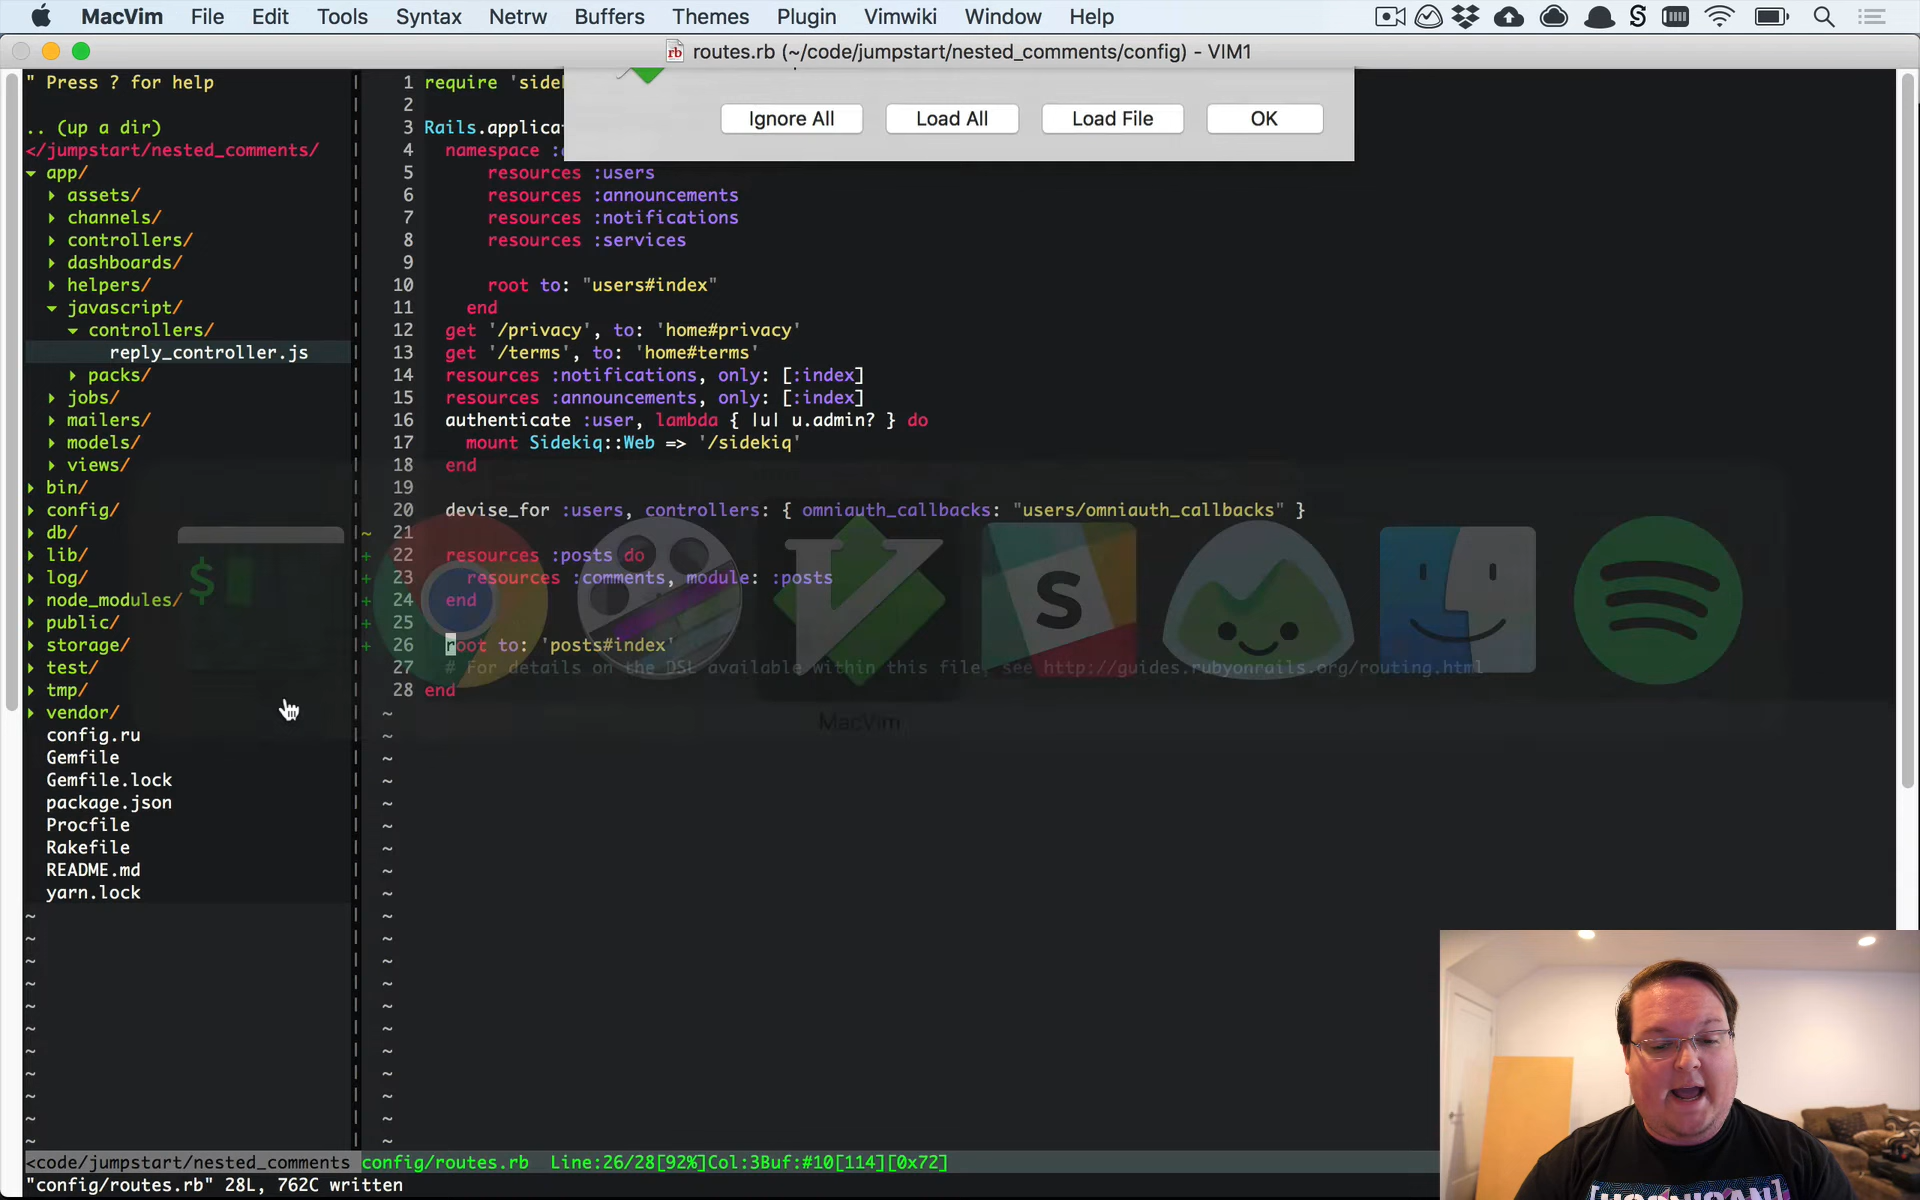 MacVim File Edit Tools Syntax Netrw Buffers Themes Plugin Vimwiki Window Help
routes.rb (~/code/jumpstart/nested_comments/config) - VIM1
Ignore All Load All Load File OK
" Press ? for help
.. (up a dir)
</jumpstart/nested_comments/
app/
assets/
channels/
controllers/
dashboards/
helpers/
javascript/
controllers/
reply_controller.js
packs/
jobs/
mailers/
models/
views/
bin/
config/
db/
lib/
log/
node_modules/
public/
storage/
test/
tmp/
vendor/
config.ru
Gemfile
Gemfile.lock
package.json
Procfile
Rakefile
README.md
yarn.lock
1 require 'side
2
3 Rails.applica
4 namespace :
5 resources :users
6 resources :announcements
7 resources :notifications
8 resources :services
9
10 root to: "users#index"
11 end
12 get '/privacy', to: 'home#privacy'
13 get '/terms', to: 'home#terms'
14 resources :notifications, only: [:index]
15 resources :announcements, only: [:index]
16 authenticate :user, lambda { |u| u.admin? } do
17 mount Sidekiq::Web => '/sidekiq'
18 end
19
20 devise_for :users, controllers: { omniauth_callbacks: "users/omniauth_callbacks" }
~ 21
+ 22 resources :posts do
+ 23 resources :comments, module: :posts
+ 24 end
+ 25
+ 26 root to: 'posts#index'
27 # For details on the DSL available within this file, see http://guides.rubyonrails.org/routing.html
28 end
MacVim
<code/jumpstart/nested_comments config/routes.rb Line:26/28[92%]Col:3Buf:#10[114][0x72]
"config/routes.rb" 28L, 762C written